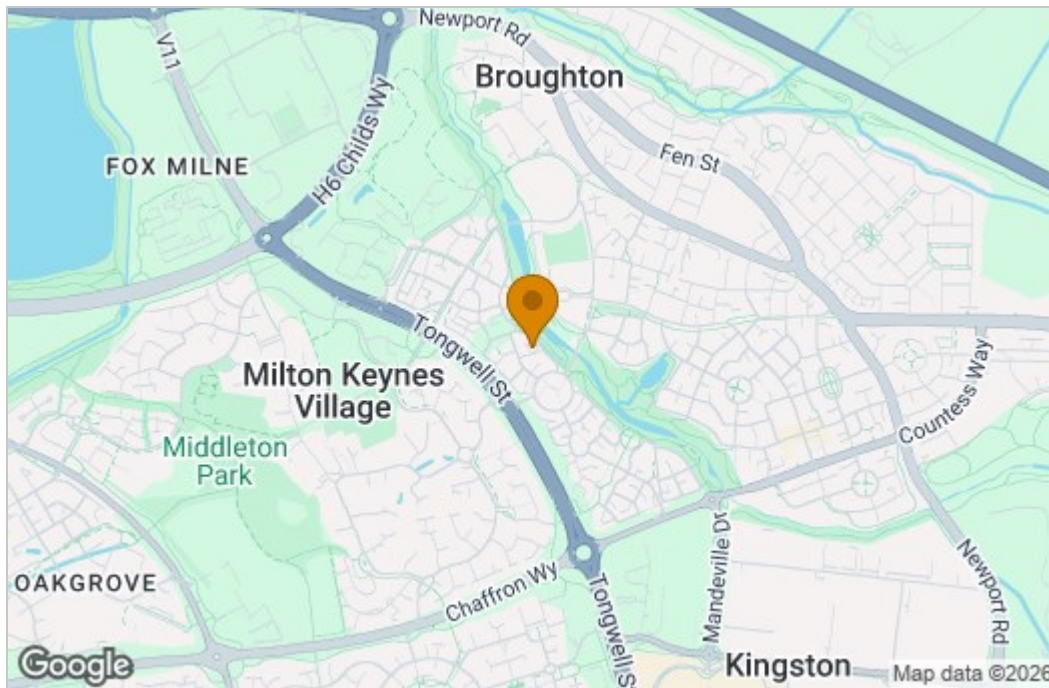 Newport Rd
V11
Broughton
H6 Childs Wy
Fen St
FOX MILNE
Tongwell St
Milton Keynes
Village
Countess Way
Middleton
Park
Mandeville Dr
Newport Rd
OAKGROVE
Chaffron Wy
Tongwell S
Kingston
Google
Map data ©2026